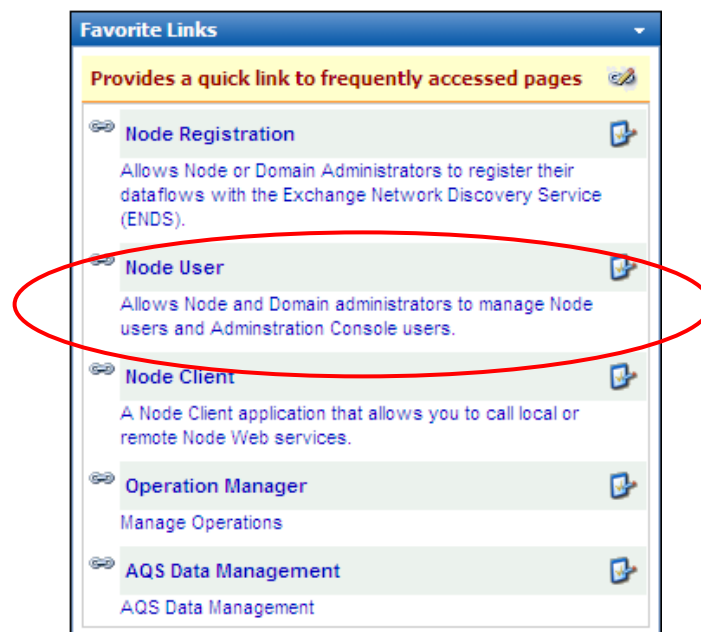 Favorite Links
Provides a quick link to frequently accessed pages
Node Registration
Allows Node or Domain Administrators to register their
dataflows with the Exchange Network Discovery Service
(ENDS).
Node User
Allows Node and Domain administrators to manage Node
users and Adminstration Console users.
Node Client
A Node Client application that allows you to call local or
remote Node Web services.
Operation Manager
Manage Operations
AQS Data Management
AQS Data Management